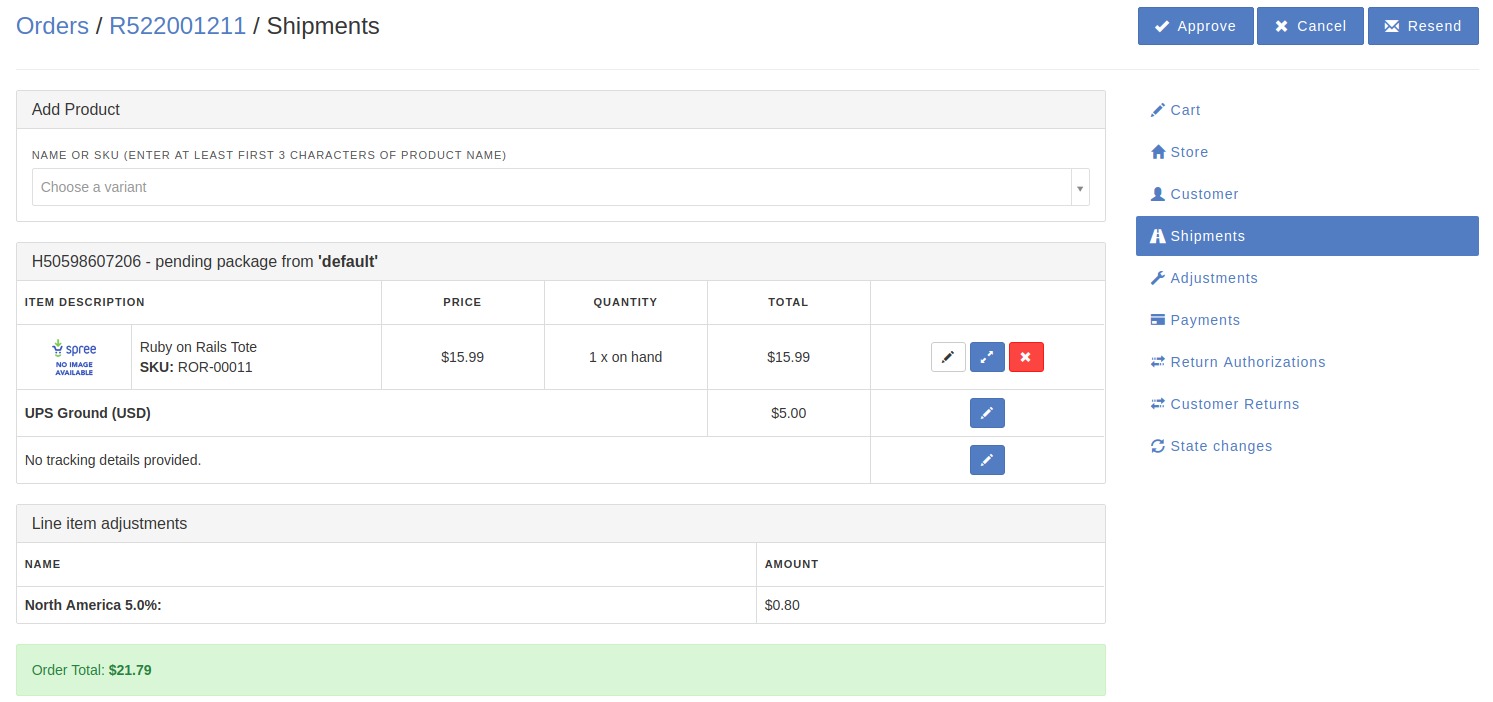 Orders / R522001211 / Shipments
Approve
Cancel
Resend
Add Product
NAME OR SKU (ENTER AT LEAST FIRST 3 CHARACTERS OF PRODUCT NAME)
Choose a variant
H50598607206 - pending package from 'default'
ITEM DESCRIPTION PRICE QUANTITY TOTAL
spree
NO IMAGE
AVAILABLE
Ruby on Rails Tote
SKU: ROR-00011
$15.99 1 x on hand $15.99
UPS Ground (USD) $5.00
No tracking details provided.
Line item adjustments
NAME AMOUNT
North America 5.0%: $0.80
Order Total: $21.79
Cart
Store
Customer
Shipments
Adjustments
Payments
Return Authorizations
Customer Returns
State changes